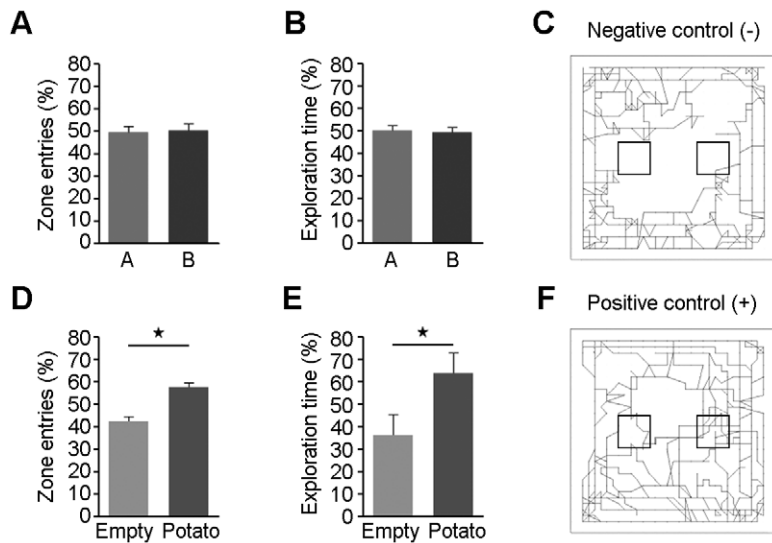 A
Zone entries (%)
80
70
60
50
40
30
20
10
0
A B
B
Exploration time (%)
80
70
60
50
40
30
20
10
0
A B
C
Negative control (-)
D
Zone entries (%)
80
70
60
50
40
30
20
10
0
★
Empty Potato
E
Exploration time (%)
80
70
60
50
40
30
20
10
0
★
Empty Potato
F
Positive control (+)